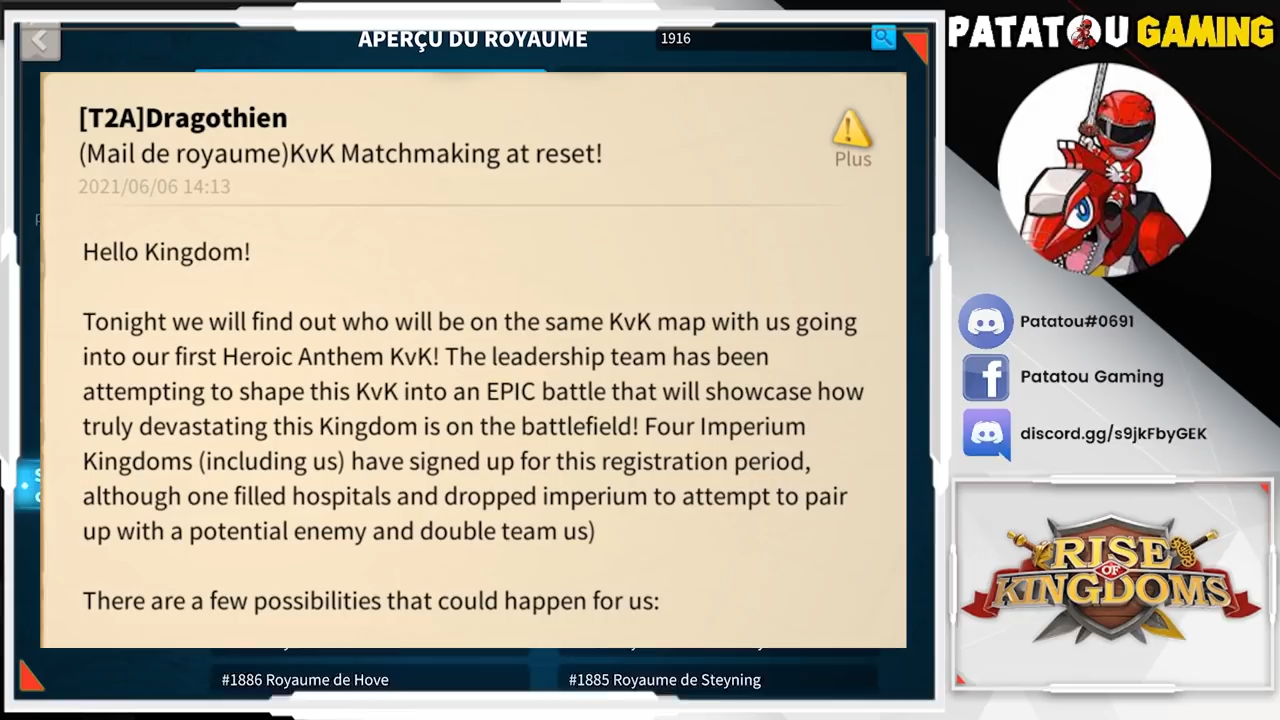 APERÇU DU ROYAUME
1916
[T2A]Dragothien
(Mail de royaume)KvK Matchmaking at reset!
2021/06/06 14:13
Plus
Hello Kingdom!
Tonight we will find out who will be on the same KvK map with us going
into our first Heroic Anthem KvK! The leadership team has been
attempting to shape this KvK into an EPIC battle that will showcase how
truly devastating this Kingdom is on the battlefield! Four Imperium
Kingdoms (including us) have signed up for this registration period,
although one filled hospitals and dropped imperium to attempt to pair
up with a potential enemy and double team us)
There are a few possibilities that could happen for us:
#1886 Royaume de Hove
#1885 Royaume de Steyning
PATATOU GAMING
Patatou#0691
Patatou Gaming
discord.gg/s9jkFbyGEK
RISE
OF
KINGDOMS